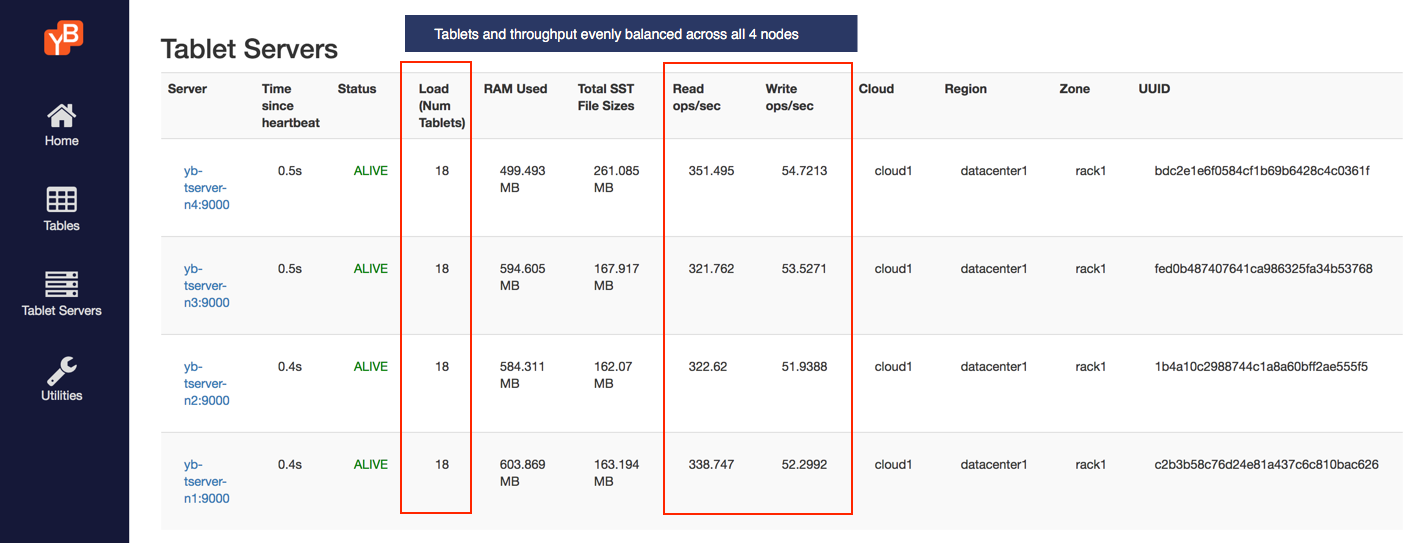 YB
Home
Tables
Tablet Servers
Utilities
Tablets and throughput evenly balanced across all 4 nodes
Tablet Servers
Server Time since heartbeat Status Load (Num Tablets) RAM Used Total SST File Sizes Read ops/sec Write ops/sec Cloud Region Zone UUID
yb-tserver-n4:9000 0.5s ALIVE 18 499.493 MB 261.085 MB 351.495 54.7213 cloud1 datacenter1 rack1 bdc2e1e6f0584cf1b69b6428c4c0361f
yb-tserver-n3:9000 0.5s ALIVE 18 594.605 MB 167.917 MB 321.762 53.5271 cloud1 datacenter1 rack1 fed0b487407641ca986325fa34b53768
yb-tserver-n2:9000 0.4s ALIVE 18 584.311 MB 162.07 MB 322.62 51.9388 cloud1 datacenter1 rack1 1b4a10c2988744c1a8a60bff2ae555f5
yb-tserver-n1:9000 0.4s ALIVE 18 603.869 MB 163.194 MB 338.747 52.2992 cloud1 datacenter1 rack1 c2b3b58c76d24e81a437c6c810bac626